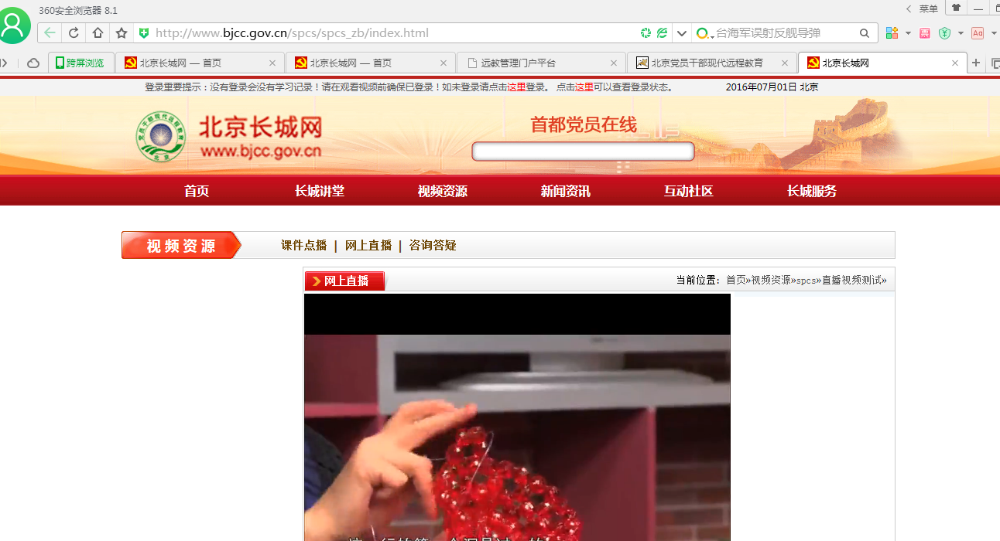 360安全浏览器 8.1
菜单
http://www.bjcc.gov.cn/spcs/spcs_zb/index.html
台海军误射反舰导弹
跨屏浏览
北京长城网 — 首页
北京长城网 — 首页
远教管理门户平台
北京党员干部现代远程教育
北京长城网
登录重要提示：没有登录会没有学习记录！请在观看视频前确保已登录！如未登录请点击这里登录。 点击这里可以查看登录状态。
2016年07月01日 北京
北京长城网
www.bjcc.gov.cn
首都党员在线
首页 长城讲堂 视频资源 新闻资讯 互动社区 长城服务
视频资源
课件点播 | 网上直播 | 咨询答疑
网上直播
当前位置： 首页»视频资源»spcs»直播视频测试»